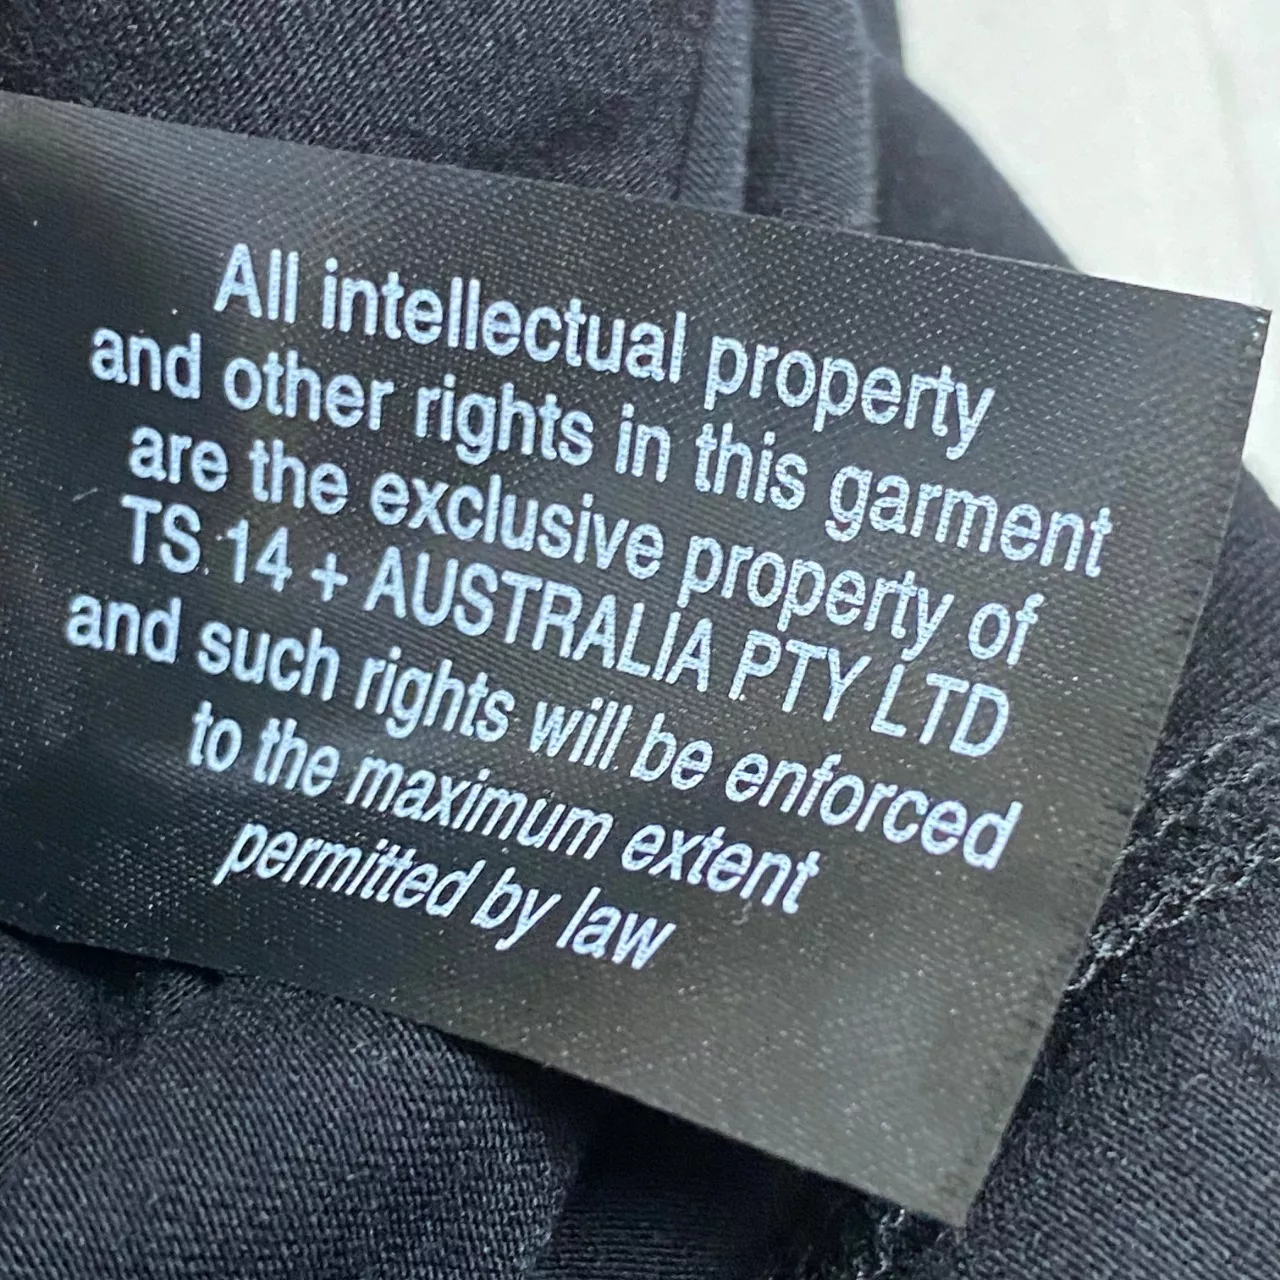 All intellectual property
and other rights in this garment
are the exclusive property of
TS.14 + AUSTRALIA PTY LTD
and such rights will be enforced
to the maximum extent
permitted by law